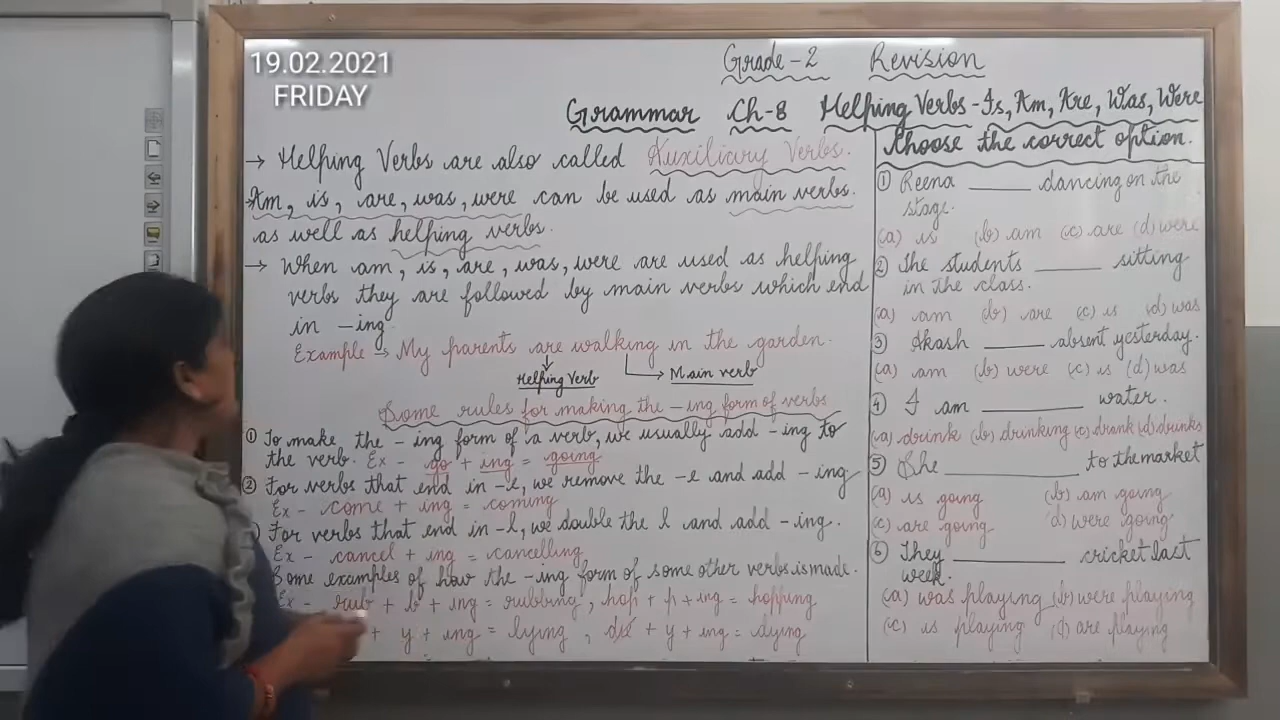 19.02.2021
FRIDAY
Grade-2 Revision
Grammar Ch-8 Helping Verbs - Is, Am, Are, Was, Were
→ Helping Verbs are also called Auxiliary Verbs.
→ Am, is, are, was, were can be used as main verbs
as well as helping verbs.
→ When am, is, are, was, were are used as helping
verbs they are followed by main verbs which end
in -ing
Example → My parents are walking in the garden.
Helping Verb → Main verb
Some rules for making the -ing form of verbs
① To make the -ing form of a verb, we usually add -ing to
the verb. Ex - go + ing = going
② For verbs that end in -e, we remove the -e and add -ing
Ex - come + ing = coming
) For verbs that end in -l, we double the l and add -ing.
Ex - cancel + ing = cancelling
Some examples of how the -ing form of some other verbs is made.
Ex - rub + b + ing = rubbing, hop + p + ing = hopping
+ y + ing = lying, die + y + ing = dying
Choose the correct option.
① Reena ____ dancing on the
stage.
(a) is (b) am (c) are (d) were
② The students ____ sitting
in the class.
(a) am (b) are (c) is (d) was
③ Akash ____ absent yesterday.
(a) am (b) were (c) is (d) was
④ I am ____ water.
(a) drink (b) drinking (c) drank (d) drinks
⑤ She ____ to the market
(a) is going (b) am going
(c) are going (d) were going
⑥ They ____ cricket last
week.
(a) was playing (b) were playing
(c) is playing (d) are playing